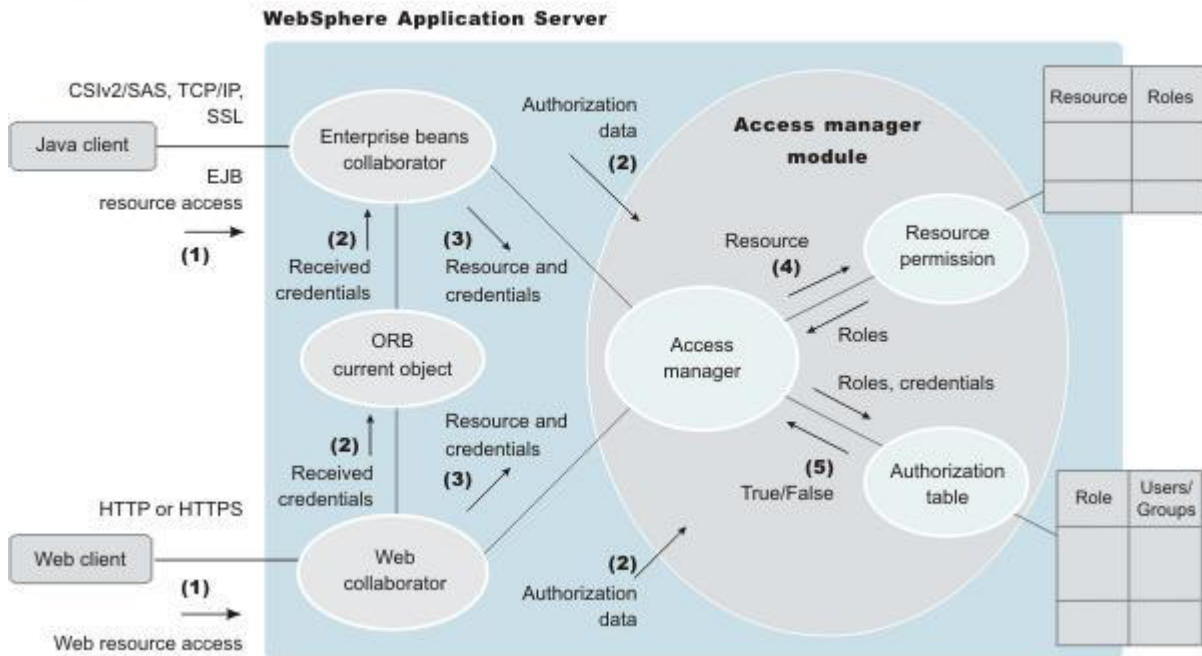 WebSphere Application Server
CSIv2/SAS, TCP/IP,
SSL
Java client
EJB
resource access
(1)
Enterprise beans
collaborator
(2)
Received
credentials
(3)
Resource and
credentials
ORB
current object
(2)
Received
credentials
Resource and
credentials
(3)
HTTP or HTTPS
Web client
(1)
Web resource access
Web
collaborator
Authorization
data
(2)
Access manager
module
Access
manager
Resource
(4)
Resource
permission
Roles
Roles, credentials
(5)
True/False
Authorization
table
(2)
Authorization
data
Resource Roles
Role Users/
Groups